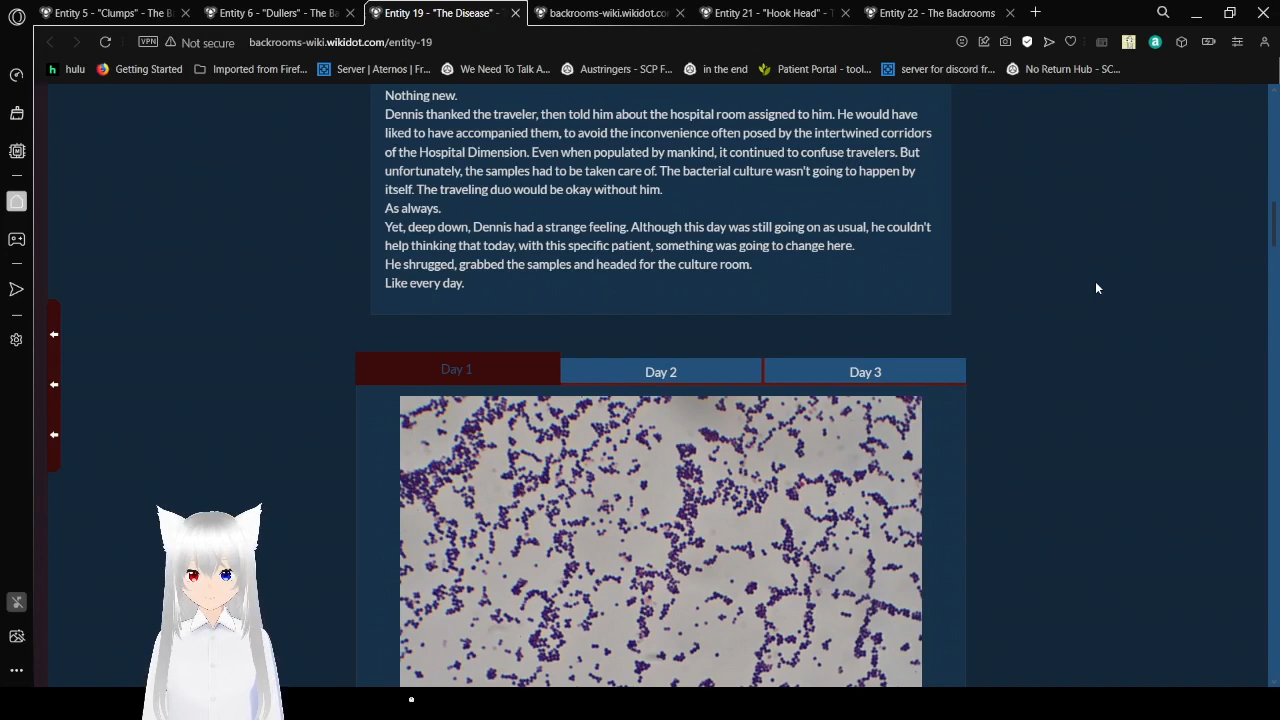 Entity 5 - "Clumps" - The B
Entity 6 - "Dullers" - The Ba
Entity 19 - "The Disease" -
backrooms-wiki.wikidot.co
Entity 21 - "Hook Head" - T
Entity 22 - The Backrooms
VPN
Not secure
backrooms-wiki.wikidot.com/entity-19
hulu
Getting Started
Imported from Firef...
Server | Aternos | Fr...
We Need To Talk A...
Austringers - SCP F...
in the end
Patient Portal - tool...
server for discord fr...
No Return Hub - SC...
Nothing new.
Dennis thanked the traveler, then told him about the hospital room assigned to him. He would have
liked to have accompanied them, to avoid the inconvenience often posed by the intertwined corridors
of the Hospital Dimension. Even when populated by mankind, it continued to confuse travelers. But
unfortunately, the samples had to be taken care of. The bacterial culture wasn't going to happen by
itself. The traveling duo would be okay without him.
As always.
Yet, deep down, Dennis had a strange feeling. Although this day was still going on as usual, he couldn't
help thinking that today, with this specific patient, something was going to change here.
He shrugged, grabbed the samples and headed for the culture room.
Like every day.
Day 1
Day 2
Day 3